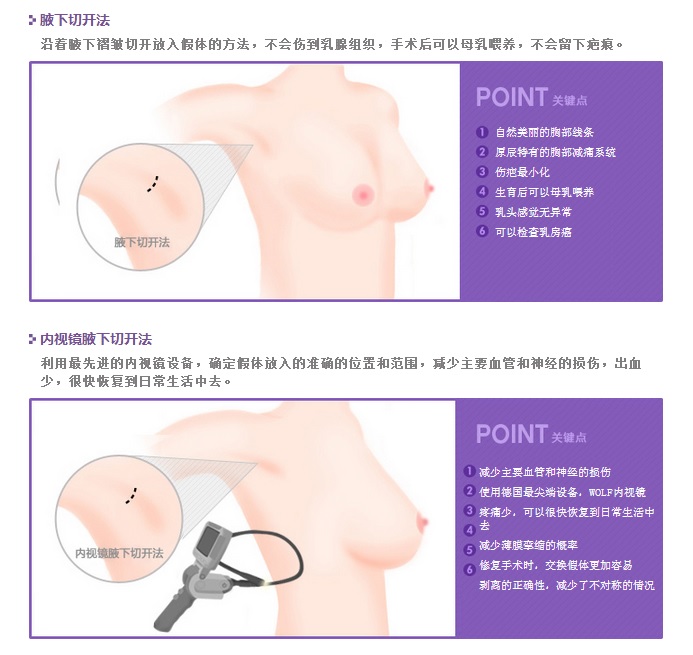 腋下切开法
沿着腋下褶皱切开放入假体的方法，不会伤到乳腺组织，手术后可以母乳喂养，不会留下疤痕。
POINT 关键点
1 自然美丽的胸部线条
2 原辰特有的胸部减痛系统
3 伤疤最小化
4 生育后可以母乳喂养
5 乳头感觉无异常
6 可以检查乳房癌
腋下切开法
内视镜腋下切开法
利用最先进的内视镜设备，确定假体放入的准确的位置和范围，减少主要血管和神经的损伤，出血
少，很快恢复到日常生活中去。
POINT 关键点
1 减少主要血管和神经的损伤
2 使用德国最尖端设备，WOLF内视镜
3 疼痛少，可以很快恢复到日常生活中
4 去
5 减少薄膜挛缩的概率
6 修复手术时，交换假体更加容易
剥离的正确性，减少了不对称的情况
内视镜腋下切开法